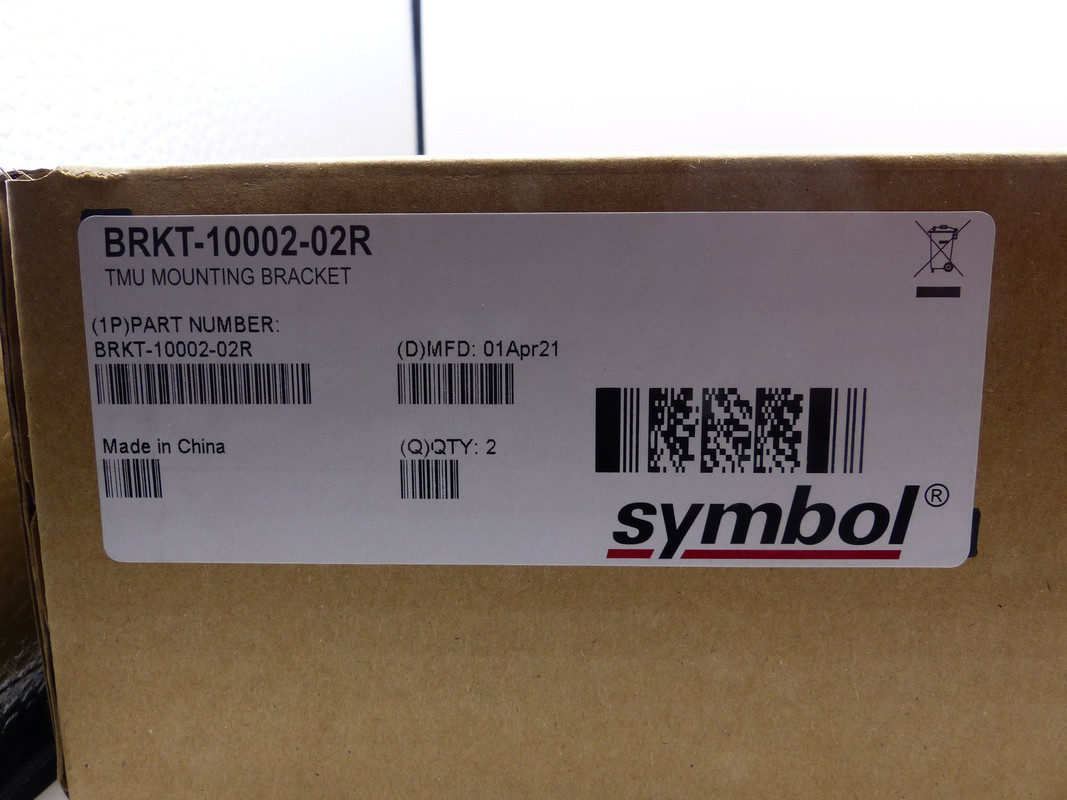 BRKT-10002-02R
TMU MOUNTING BRACKET
(1P)PART NUMBER:
BRKT-10002-02R
(D)MFD: 01Apr21
Made in China
(Q)QTY: 2
symbol®